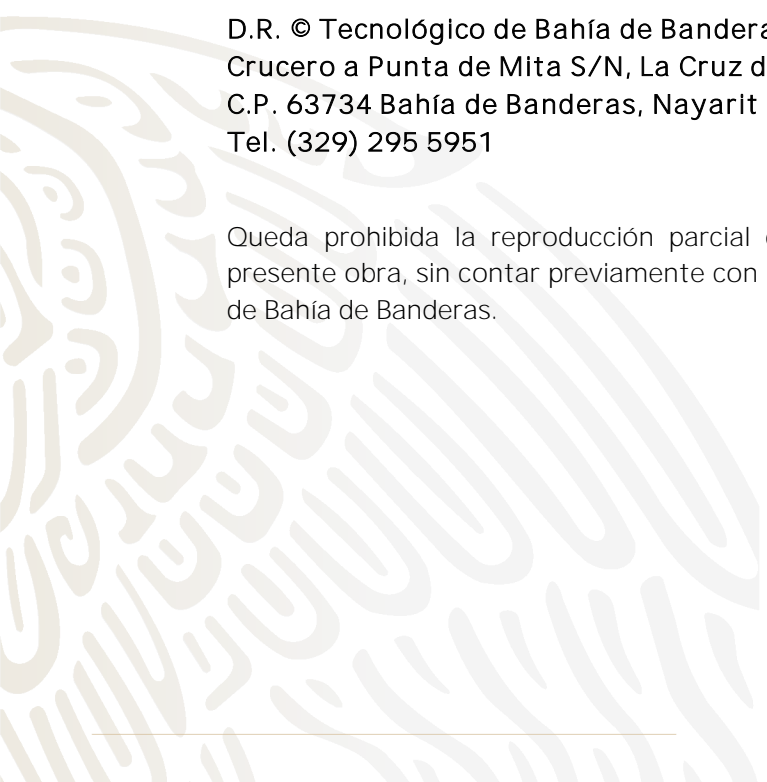 D.R. © Tecnológico de Bahía de Bandera
Crucero a Punta de Mita S/N, La Cruz d
C.P. 63734 Bahía de Banderas, Nayarit
Tel. (329) 295 5951
Queda prohibida la reproducción parcial
presente obra, sin contar previamente con
de Bahía de Banderas.